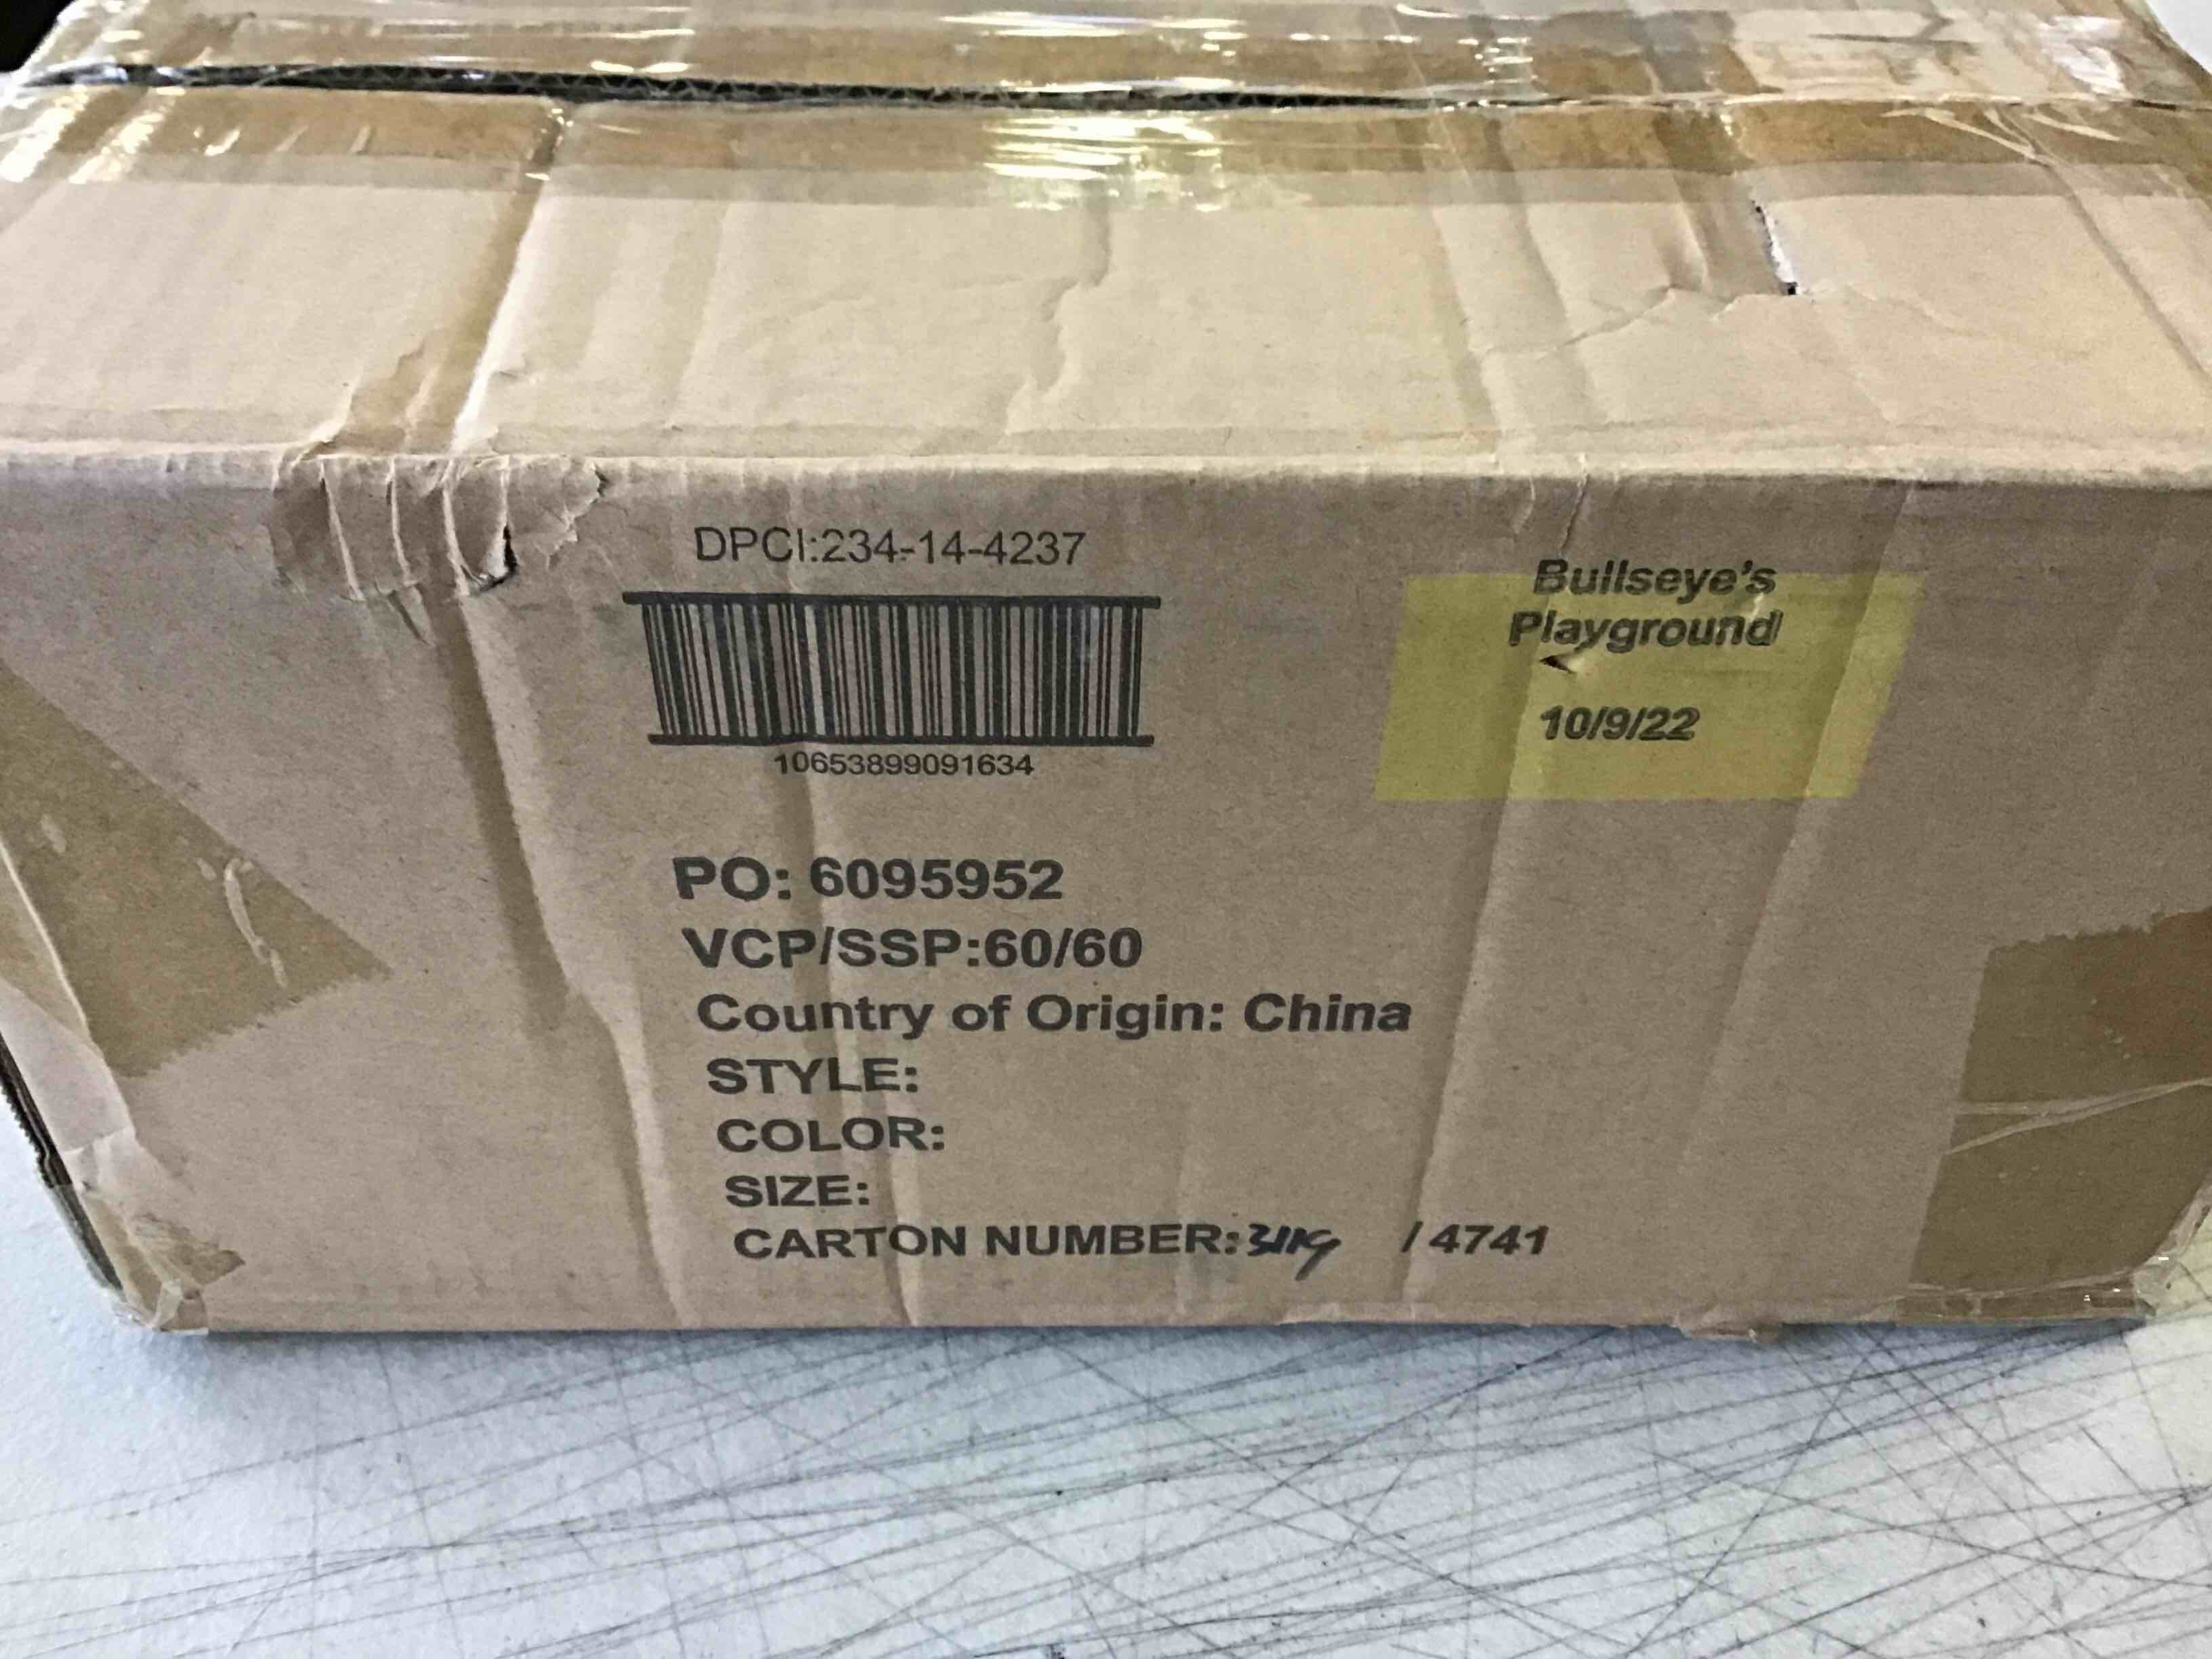 DPCI:234-14-4237
10653899091634
Bullseye's
Playground
10/9/22
PO: 6095952
VCP/SSP:60/60
Country of Origin: China
STYLE:
COLOR:
SIZE:
CARTON NUMBER: /4741